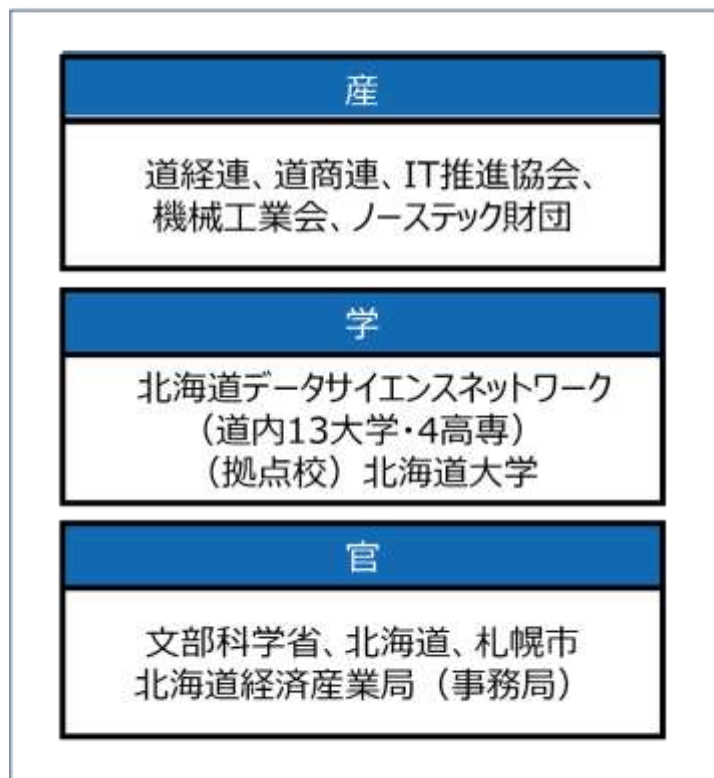 産
道経連、道商連、IT推進協会、
機械工業会、ノーステック財団
学
北海道データサイエンスネットワーク
（道内13大学・4高専）
（拠点校）北海道大学
官
文部科学省、北海道、札幌市
北海道経済産業局（事務局）